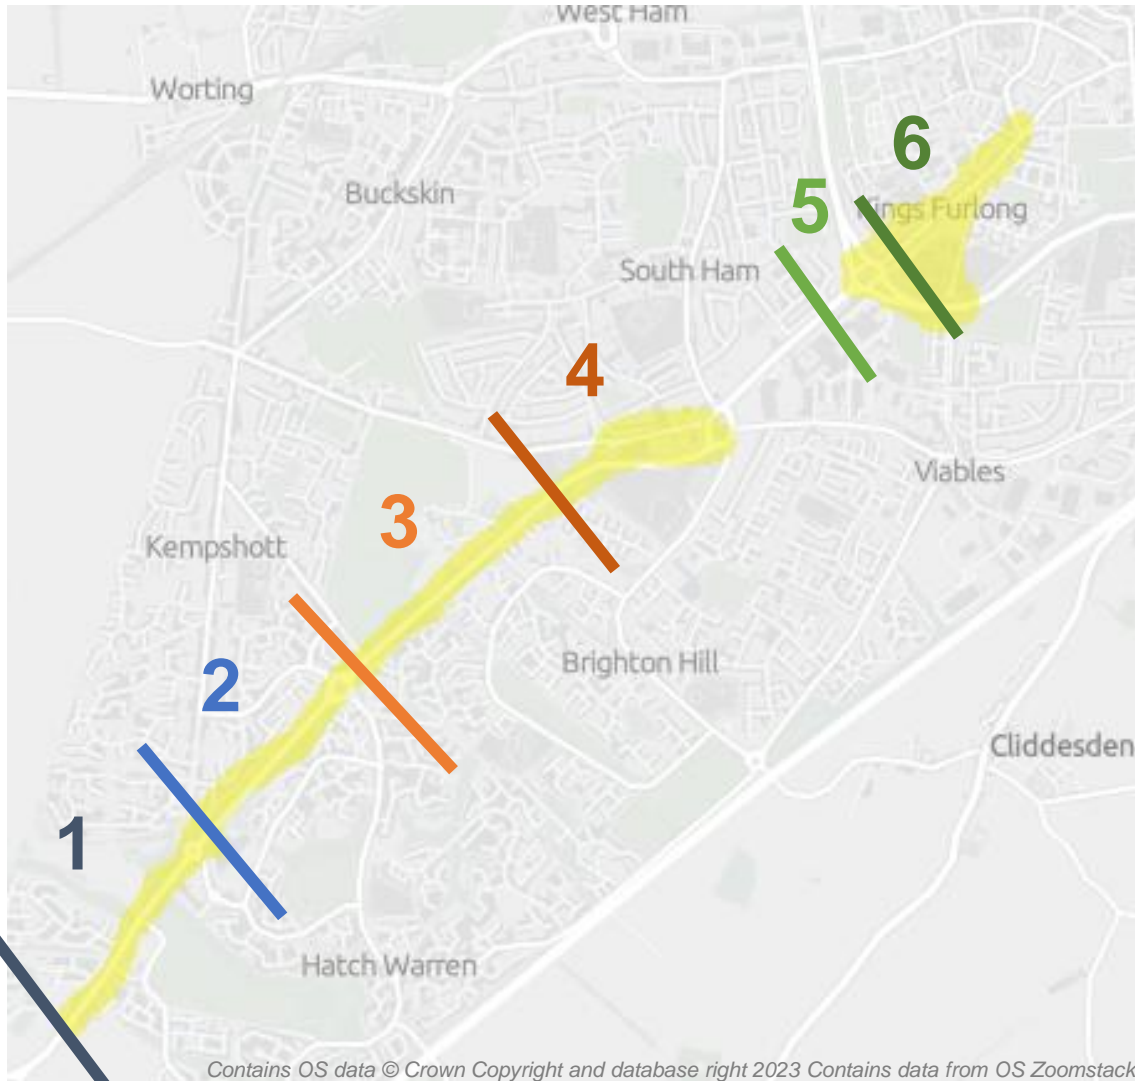 West Ham
Worting
6
Buckskin
5
Kings Furlong
South Ham
4
Viables
3
Kempshott
2
Brighton Hill
Cliddesden
1
Hatch Warren
Contains OS data © Crown Copyright and database right 2023 Contains data from OS Zoomstack